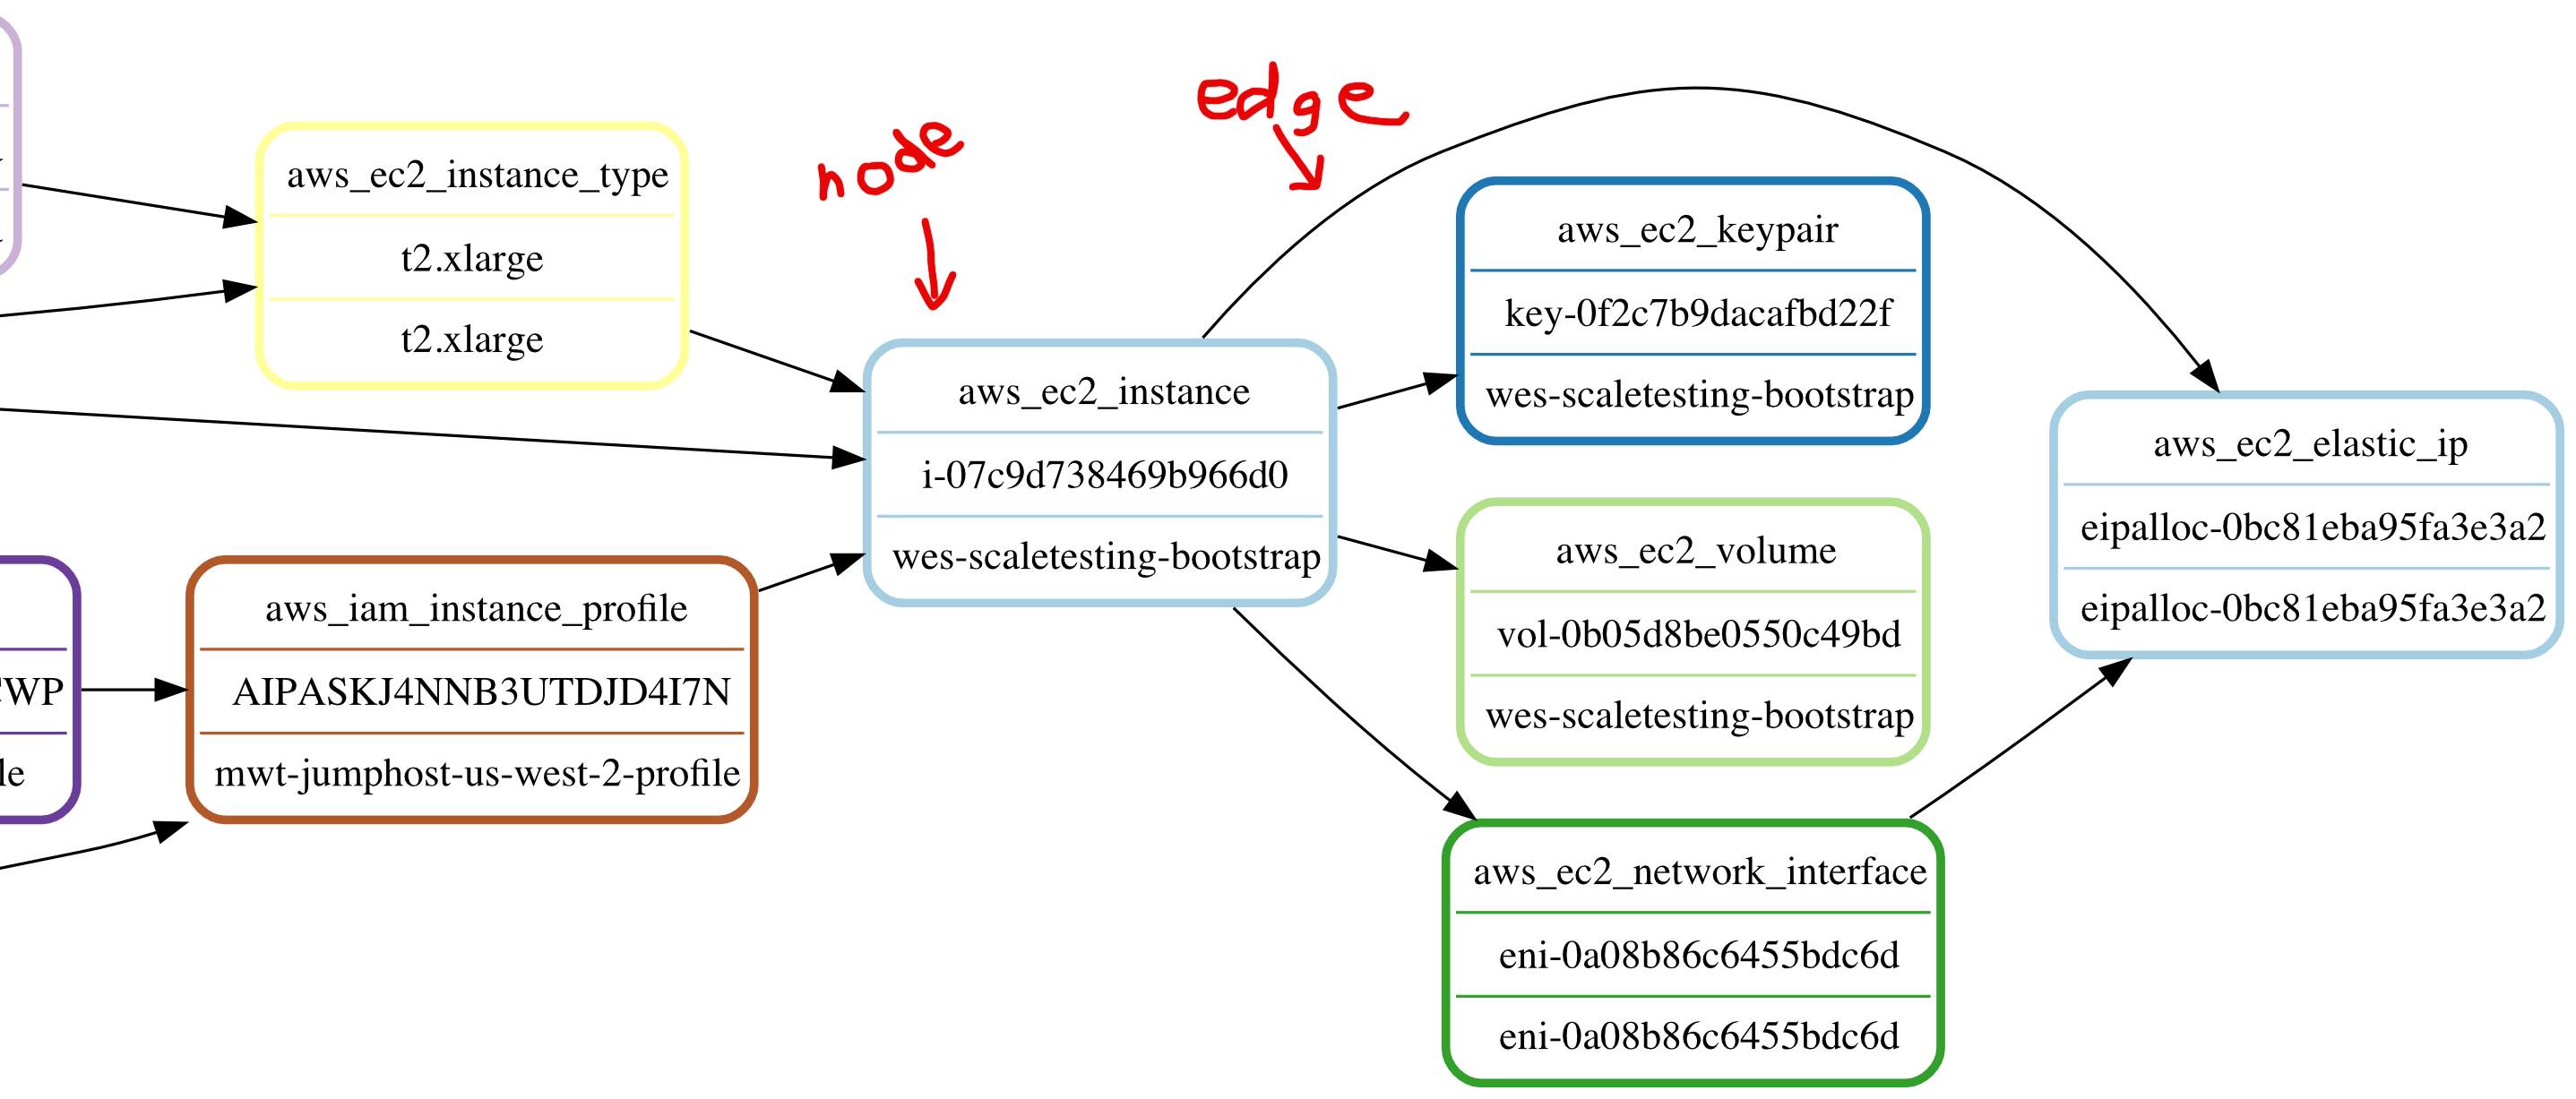 node
edge
aws_ec2_instance_type
t2.xlarge
t2.xlarge
aws_ec2_instance
i-07c9d738469b966d0
wes-scaletesting-bootstrap
aws_ec2_keypair
key-0f2c7b9dacafbd22f
wes-scaletesting-bootstrap
aws_ec2_volume
vol-0b05d8be0550c49bd
wes-scaletesting-bootstrap
aws_ec2_elastic_ip
eipalloc-0bc81eba95fa3e3a2
eipalloc-0bc81eba95fa3e3a2
WP
le
aws_iam_instance_profile
AIPASKJ4NNB3UTDJD4I7N
mwt-jumphost-us-west-2-profile
aws_ec2_network_interface
eni-0a08b86c6455bdc6d
eni-0a08b86c6455bdc6d